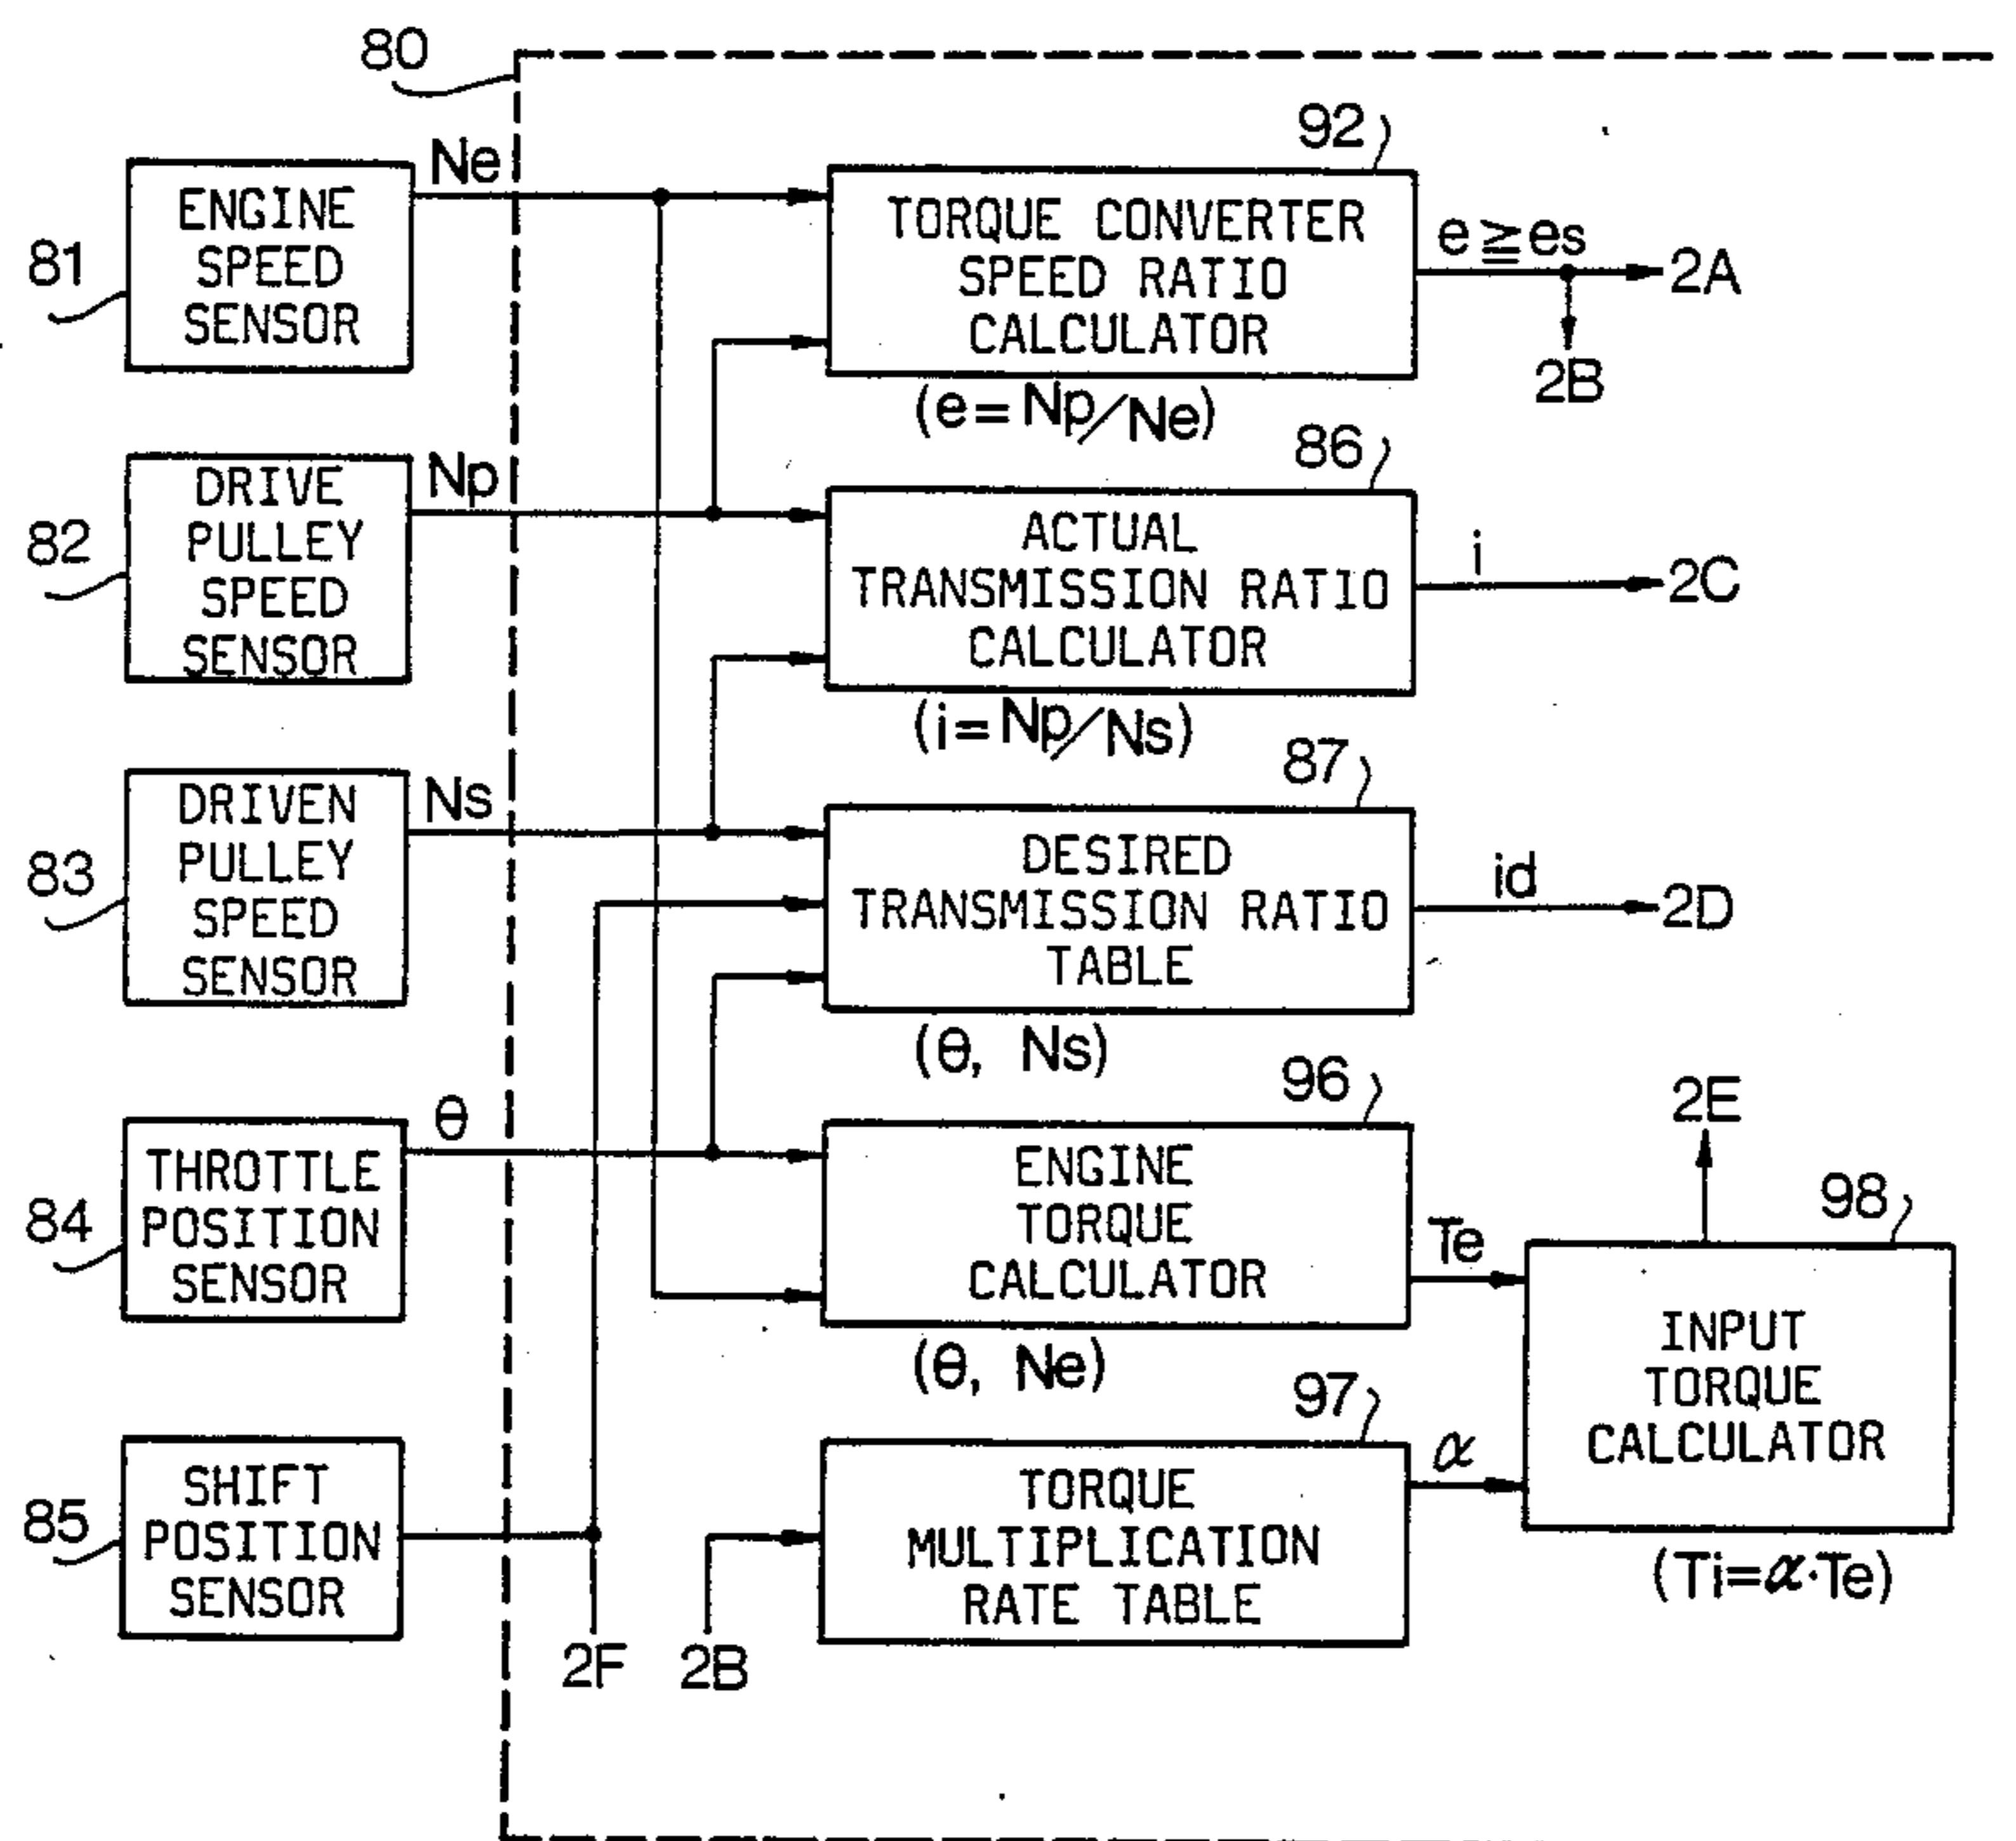 80
92
Ne
ENGINE
SPEED
SENSOR
81
TORQUE CONVERTER
SPEED RATIO
CALCULATOR
e≧es
2A
2B
(e=Np/Ne)
86
DRIVE
PULLEY
SPEED
SENSOR
82
Np
ACTUAL
TRANSMISSION RATIO
CALCULATOR
i
2C
(i=Np/Ns)
87
DRIVEN
PULLEY
SPEED
SENSOR
83
Ns
DESIRED
TRANSMISSION RATIO
TABLE
id
2D
(θ, Ns)
96
2E
THROTTLE
POSITION
SENSOR
84
θ
ENGINE
TORQUE
CALCULATOR
Te
98
INPUT
TORQUE
CALCULATOR
(Ti=α·Te)
(θ, Ne)
97
SHIFT
POSITION
SENSOR
85
TORQUE
MULTIPLICATION
RATE TABLE
α
2F
2B